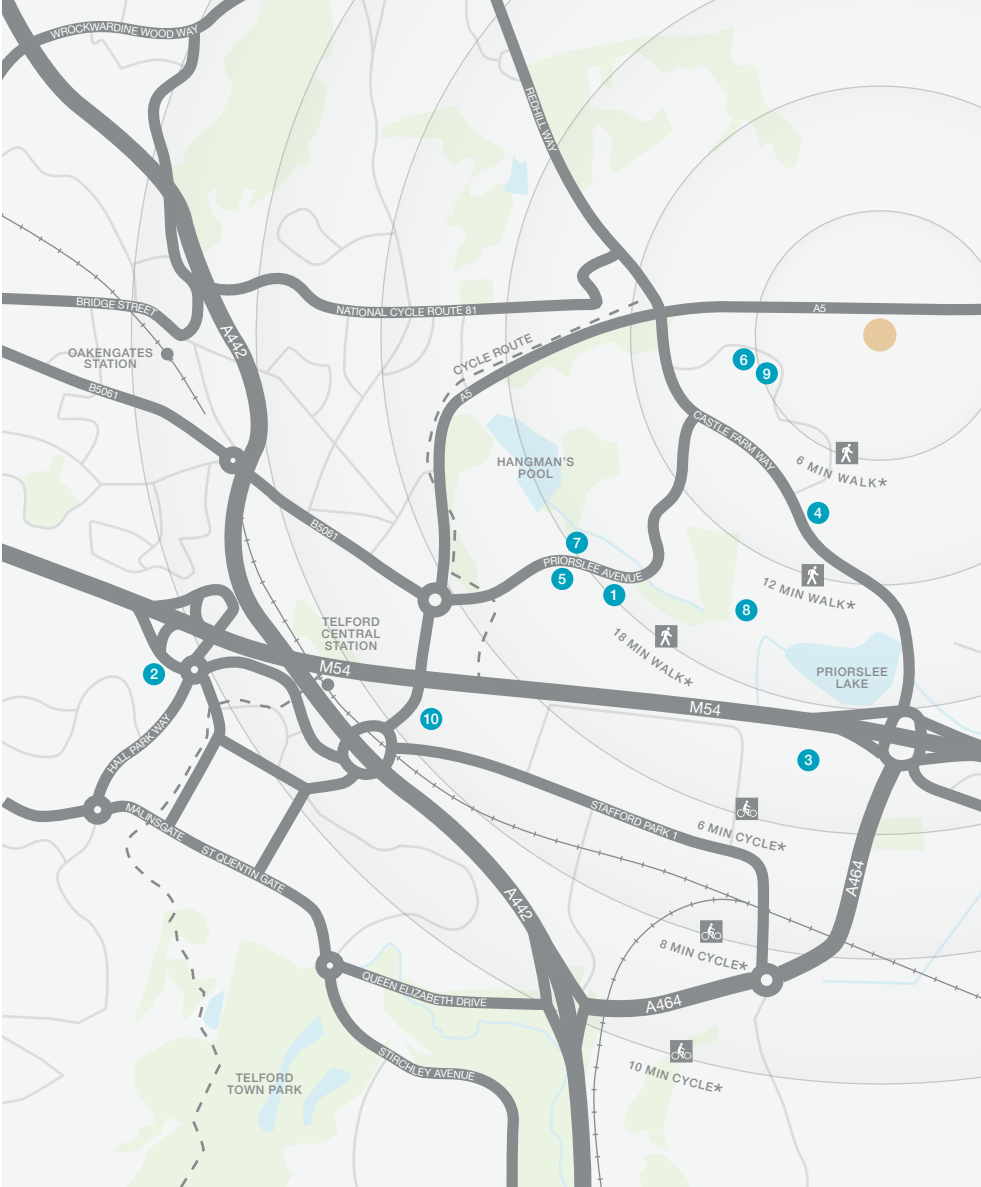 WROCKWARDINE WOOD WAY
REDHILL WAY
BRIDGE STREET
NATIONAL CYCLE ROUTE 81
A5
A442
OAKENGATES
STATION
CYCLE ROUTE
6
9
B5061
A5
CASTLE FARM WAY
HANGMAN'S
POOL
6 MIN WALK*
4
B5061
7
PRIORSLEE AVENUE
5
1
12 MIN WALK*
8
TELFORD
CENTRAL
STATION
18 MIN WALK*
2
M54
PRIORSLEE
LAKE
M54
10
HALL PARK WAY
3
MALINSGATE
STAFFORD PARK 1
6 MIN CYCLE*
ST QUENTIN GATE
A464
A442
8 MIN CYCLE*
QUEEN ELIZABETH DRIVE
A464
STIRCHLEY AVENUE
TELFORD
TOWN PARK
10 MIN CYCLE*